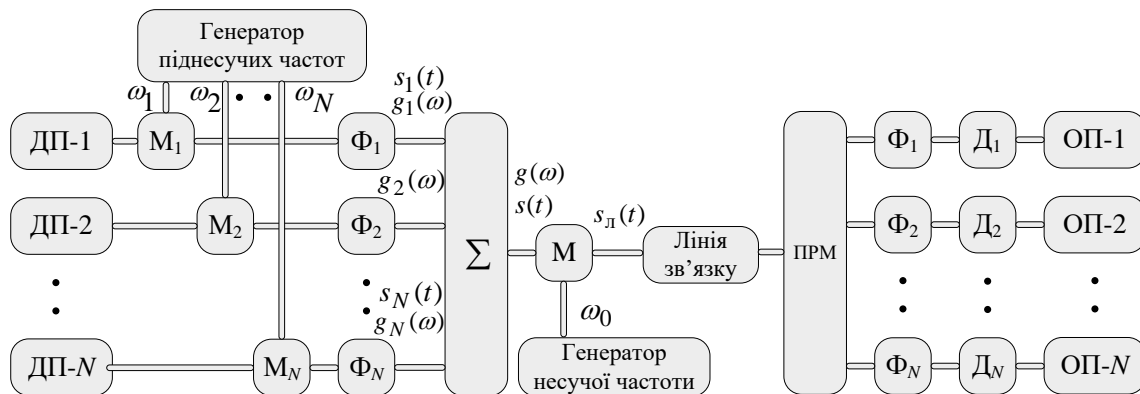 Генератор
піднесучих частот
ω1 ω2 ωN
s1(t)
g1(ω)
ДП-1 М1 Ф1
g2(ω)
ДП-2 М2 Ф2
sN(t)
gN(ω)
ДП-N МN ФN
Σ
g(ω)
s(t)
М
sл(t)
ω0
Генератор
несучої частоти
Лінія
зв’язку
ПРМ
Ф1 Д1 ОП-1
Ф2 Д2 ОП-2
ФN ДN ОП-N